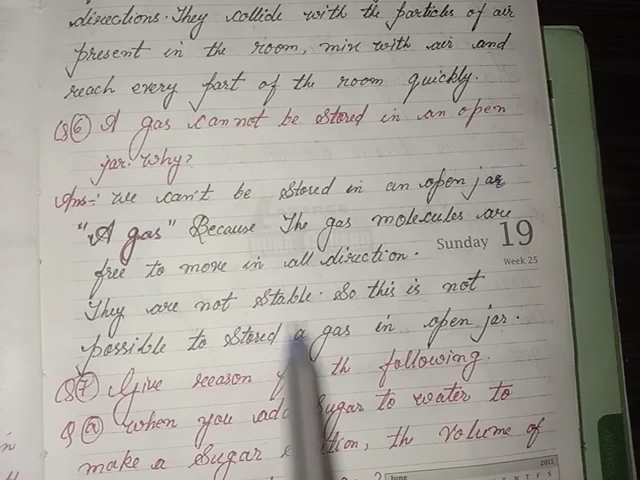 directions. They collide with the particles of air
present in the room, mix with air and
reach every part of the room quickly.
Q⑥ A gas cannot be stored in an open
jar. Why?
Ans-: we can't be stored in an open jar
"A gas" Because The gas molecules are
free to move in all direction.
Sunday 19
Week 25
They are not stable. So this is not
possible to stored a gas in open jar.
Q⑦ Give reason th following.
Q ⓐ when you add sugar to water to
make a sugar th volume of
June
2011